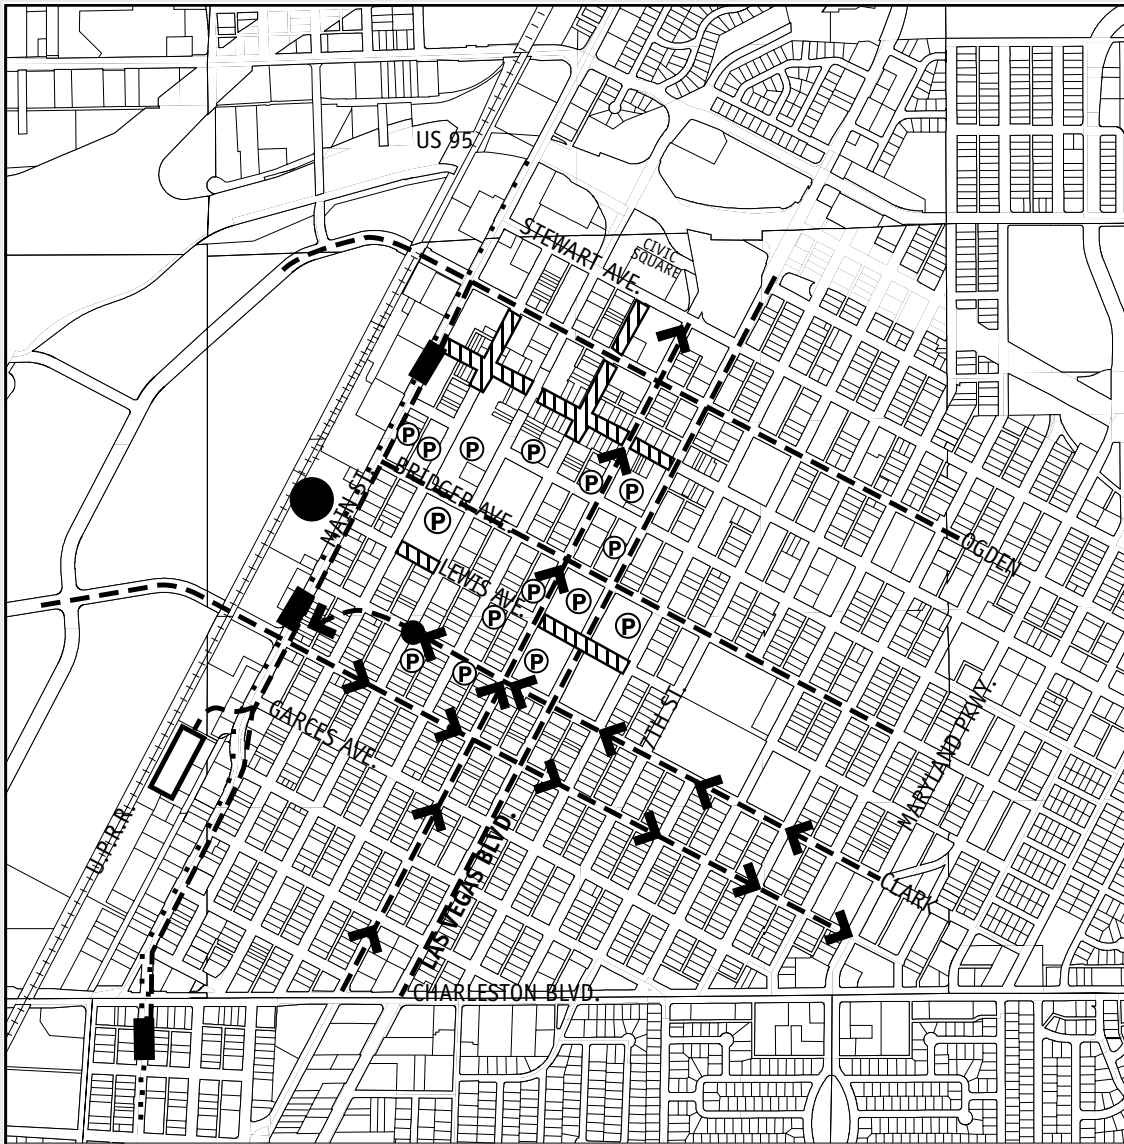 US 95
STEWART AVE.
CIVIC
SQUARE
P
P
P
P
BRIDGER AVE.
P
P
MAIN ST.
P
OGDEN
P
LEWIS AVE.
P
P
P
P
P
P
P
7TH ST.
MARYLAND PKWY.
GARCES AVE.
U.P.R.R.
LAS VEGAS BLVD.
CLARK
CHARLESTON BLVD.